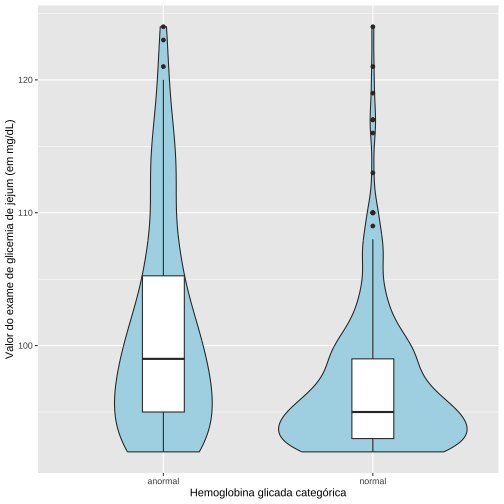 Valor do exame de glicemia de jejum (em mg/dL)
120
110
100
anormal
normal
Hemoglobina glicada categórica